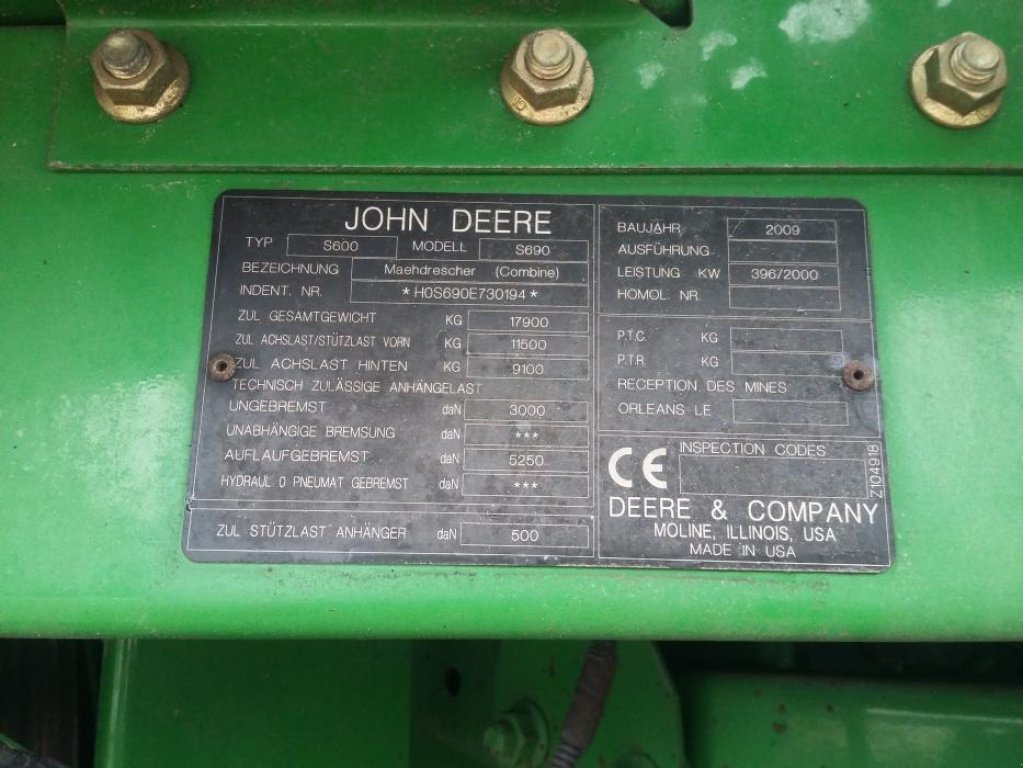 JOHN DEERE
TYP S600 MODELL S690
BEZEICHNUNG Maehdrescher (Combine)
INDENT. NR. *H0S690E730194*
ZUL GESAMTGEWICHT KG 17900
ZUL ACHSLAST/STÜTZLAST VORN KG 11500
ZUL ACHSLAST HINTEN KG 9100
TECHNISCH ZULÄSSIGE ANHÄNGELAST
UNGEBREMST daN 3000
UNABHÄNGIGE BREMSUNG daN ***
AUFLAUFGEBREMST daN 5250
HYDRAUL O PNEUMAT GEBREMST daN ***
ZUL STÜTZLAST ANHÄNGER daN 500
BAUJAHR 2009
AUSFÜHRUNG
LEISTUNG KW 396/2000
HOMOL. NR.
P.T.C. KG
P.T.R. KG
RECEPTION DES MINES
ORLEANS LE
CE INSPECTION CODES
Z104918
DEERE & COMPANY
MOLINE, ILLINOIS, USA
MADE IN USA